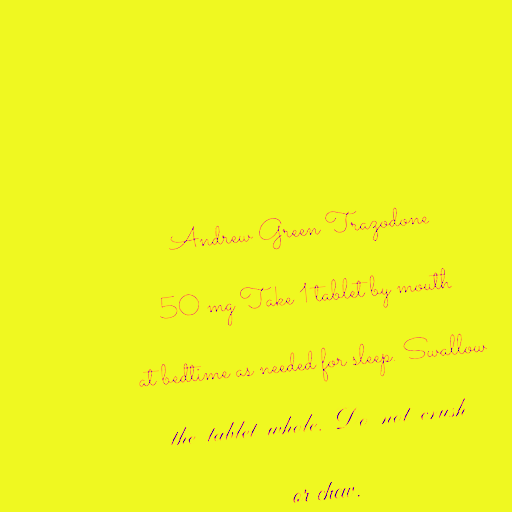 Andrew Green Trazodone
50 mg Take 1 tablet by mouth
at bedtime as needed for sleep. Swallow
the tablet whole. Do not crush
or chew.